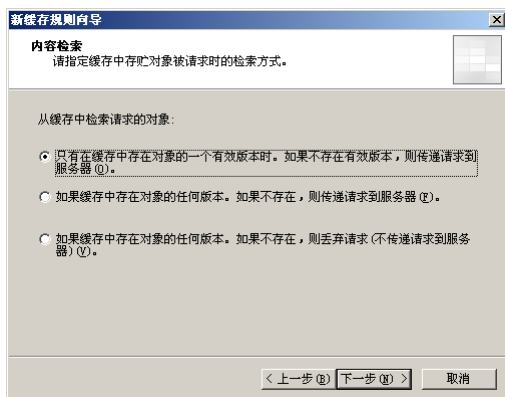 新缓存规则向导
内容检索
请指定缓存中存贮对象被请求时的检索方式。
从缓存中检索请求的对象:
只有在缓存中存在对象的一个有效版本时。如果不存在有效版本，则传递请求到
服务器(O)。
如果缓存中存在对象的任何版本。如果不存在，则传递请求到服务器(F)。
如果缓存中存在对象的任何版本。如果不存在，则丢弃请求(不传递请求到服务
器)(V)。
< 上一步(B) 下一步(N) > 取消